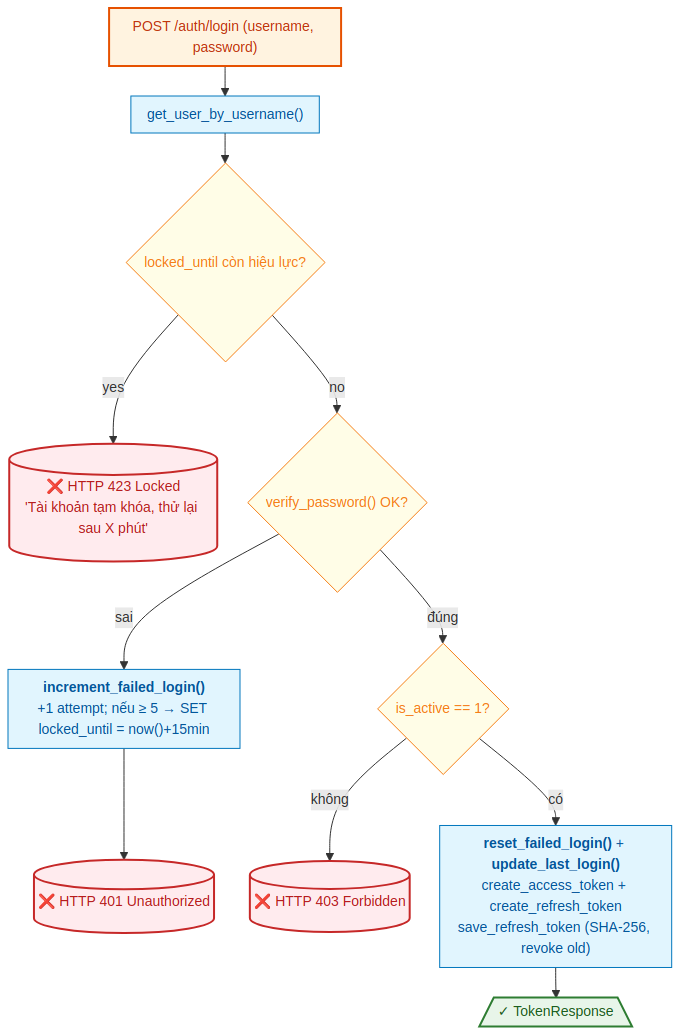 POST /auth/login (username,
password)
get_user_by_username()
locked_until còn hiệu lực?
yes
no
❌ HTTP 423 Locked
'Tài khoản tạm khóa, thử lại
sau X phút'
verify_password() OK?
sai
đúng
increment_failed_login()
+1 attempt; nếu ≥ 5 → SET
locked_until = now()+15min
is_active == 1?
không
có
❌ HTTP 401 Unauthorized
❌ HTTP 403 Forbidden
reset_failed_login() +
update_last_login()
create_access_token +
create_refresh_token
save_refresh_token (SHA-256,
revoke old)
✓ TokenResponse